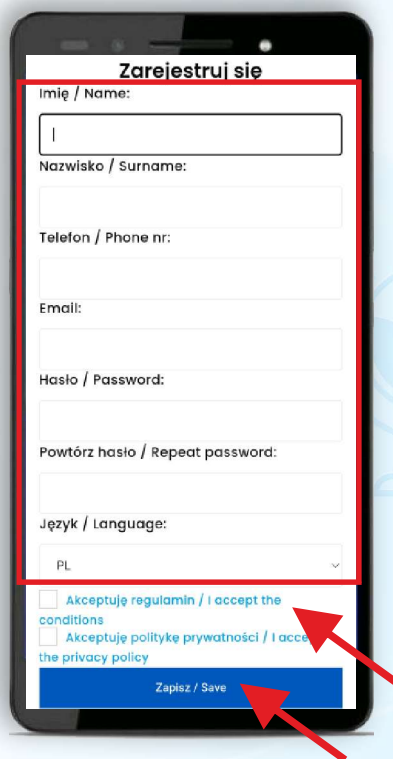 Zarejestruj się
Imię / Name:
Nazwisko / Surname:
Telefon / Phone nr:
Email:
Hasło / Password:
Powtórz hasło / Repeat password:
Język / Language:
PL
Akceptuję regulamin / I accept the
conditions
Akceptuję politykę prywatności / I
the privacy policy
Zapisz / Save